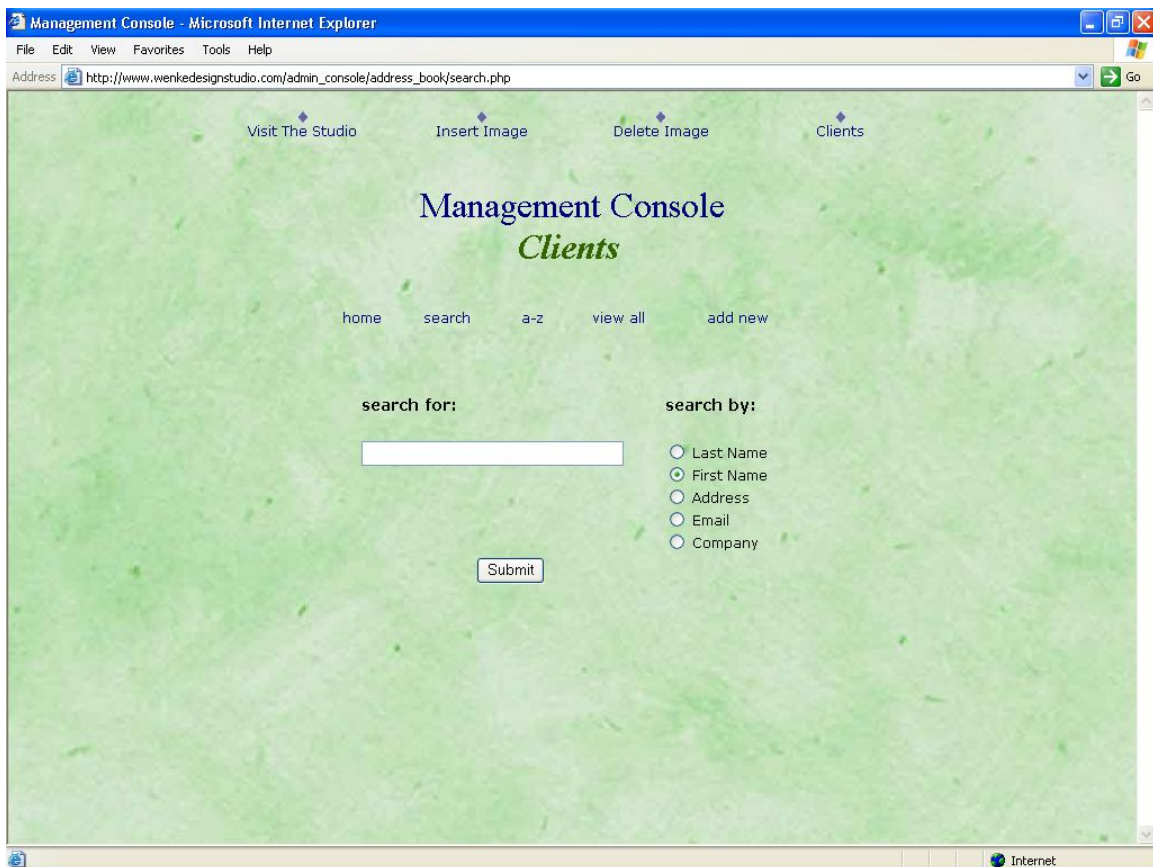 Management Console - Microsoft Internet Explorer
File Edit View Favorites Tools Help
Address http://www.wenkedesignstudio.com/admin_console/address_book/search.php Go
Visit The Studio Insert Image Delete Image Clients
Management Console
Clients
home search a-z view all add new
search for: search by:
Last Name
First Name
Address
Email
Company
Submit
Internet